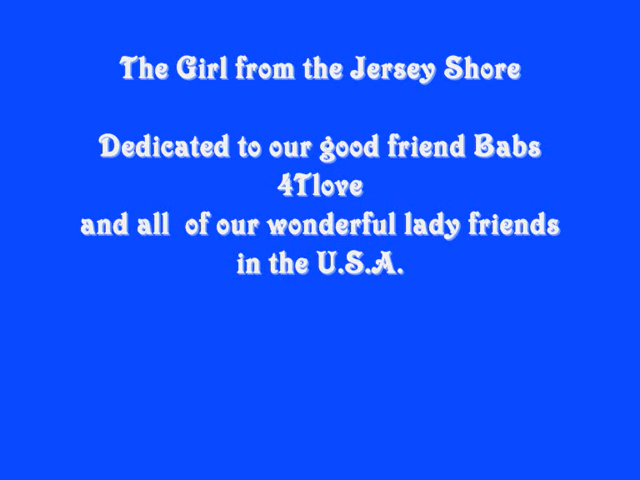 The Girl from the Jersey Shore
Dedicated to our good friend Babs
4Tlove
and all  of our wonderful lady friends
in the U.S.A.